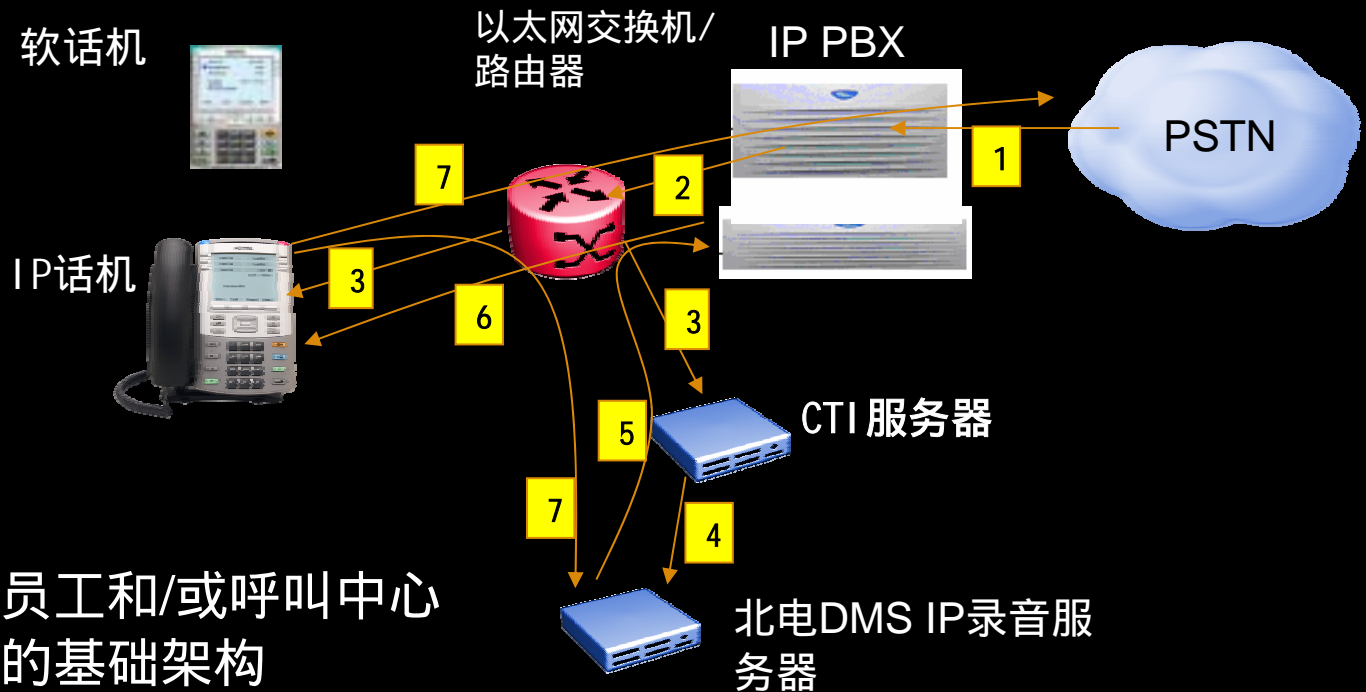 软话机
以太网交换机/
路由器
IP PBX
PSTN
1
7
2
IP话机
3
6
3
CTI服务器
5
7
4
员工和/或呼叫中心
的基础架构
北电DMS IP录音服
务器